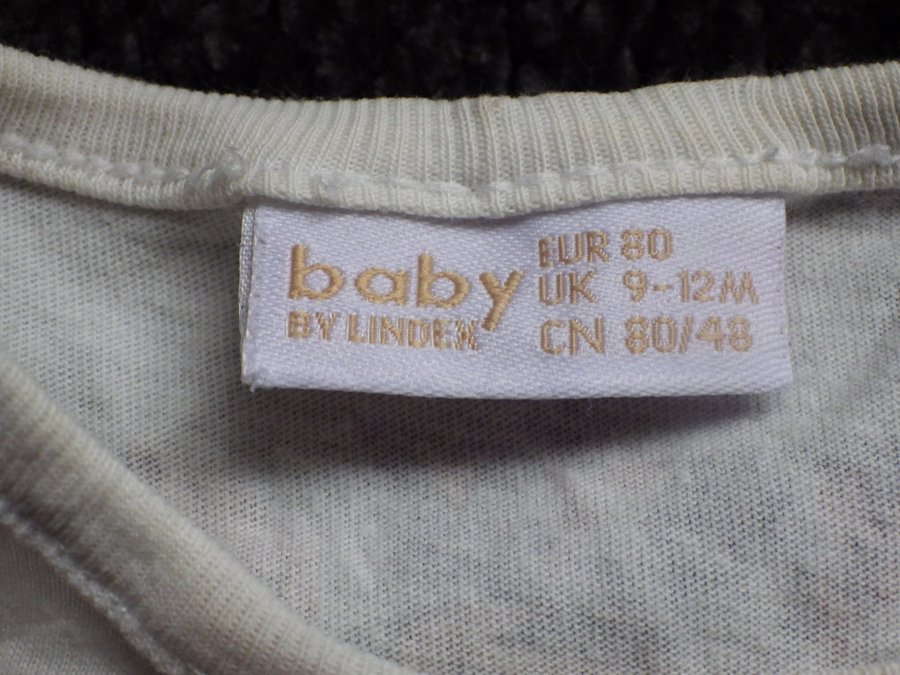 baby
BY LINDEX
EUR 80
UK 9-12M
CN 80/48